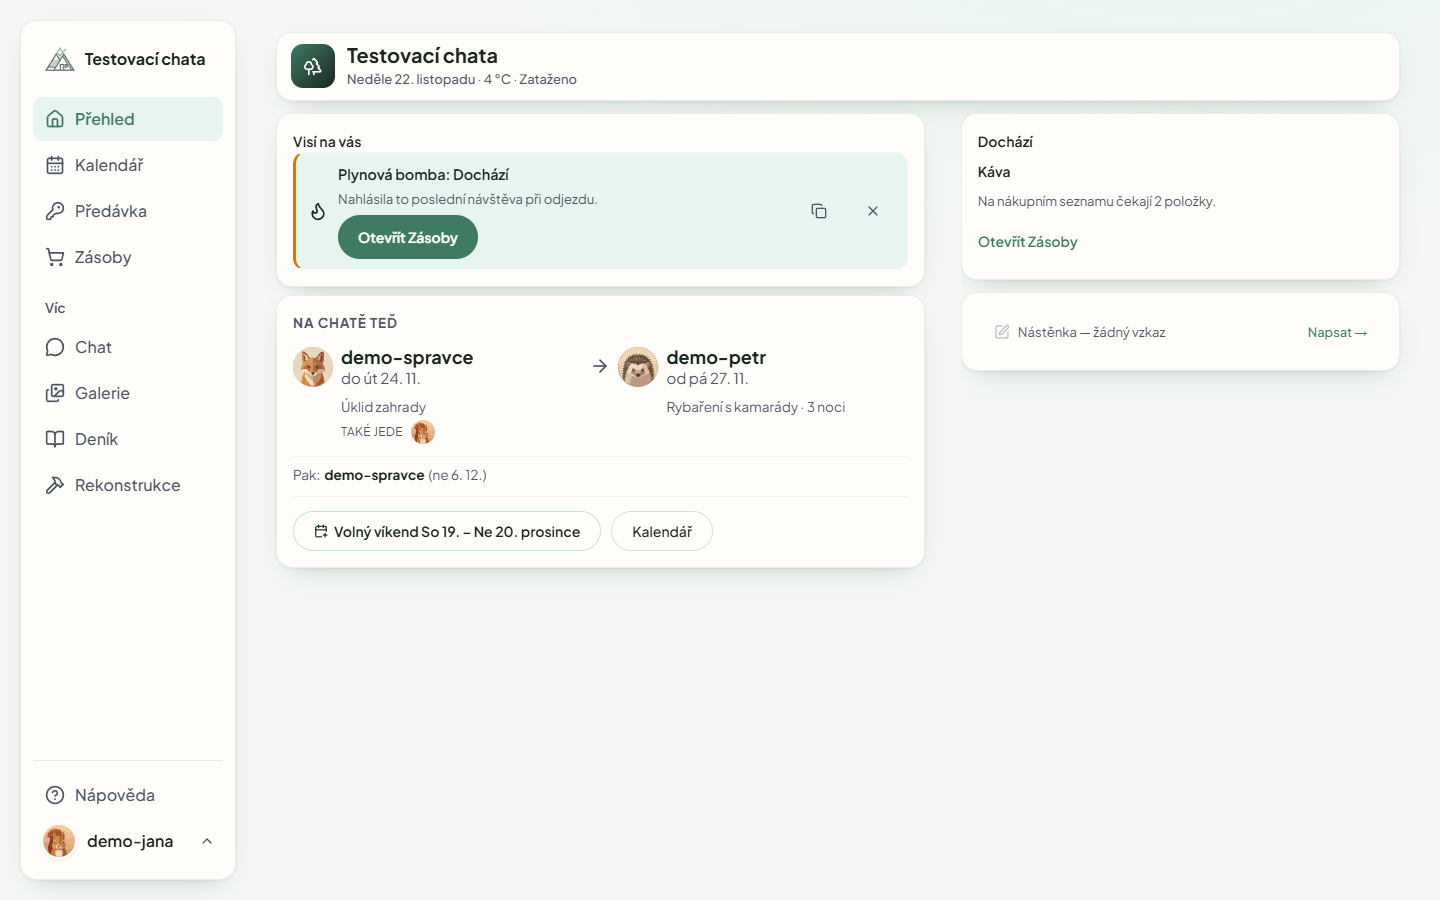 Testovací chata
Přehled
Kalendář
Předávka
Zásoby
Víc
Chat
Galerie
Deník
Rekonstrukce
Nápověda
demo-jana
Testovací chata
Neděle 22. listopadu · 4 °C · Zataženo
Visí na vás
Plynová bomba: Dochází
Nahlásila to poslední návštěva při odjezdu.
Otevřít Zásoby
NA CHATĚ TEĎ
demo-spravce
do út 24. 11.
Úklid zahrady
TAKÉ JEDE
demo-petr
od pá 27. 11.
Rybaření s kamarády · 3 noci
Pak: demo-spravce (ne 6. 12.)
Volný víkend So 19. – Ne 20. prosince
Kalendář
Dochází
Káva
Na nákupním seznamu čekají 2 položky.
Otevřít Zásoby
Nástěnka — žádný vzkaz
Napsat →